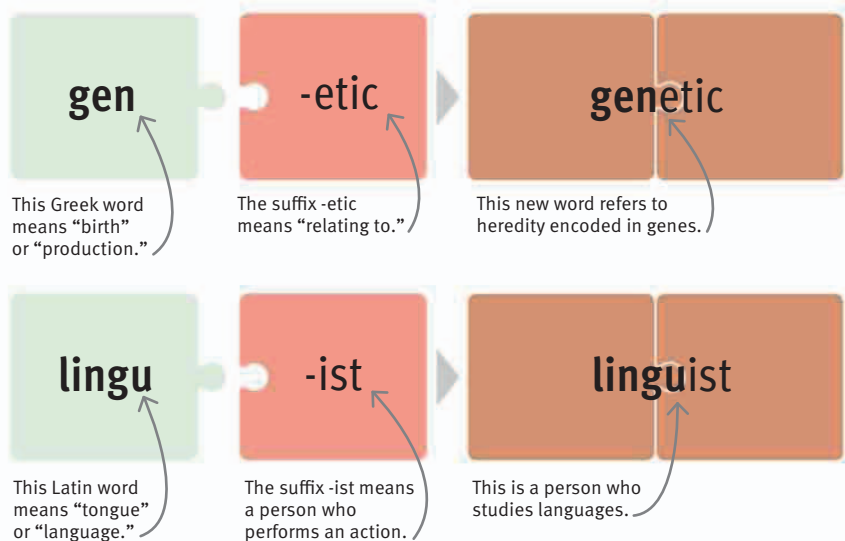 gen
-etic
genetic
This Greek word
means “birth”
or “production.”
The suffix -etic
means “relating to.”
This new word refers to
heredity encoded in genes.
lingu
-ist
linguist
This Latin word
means “tongue”
or “language.”
The suffix -ist means
a person who
performs an action.
This is a person who
studies languages.